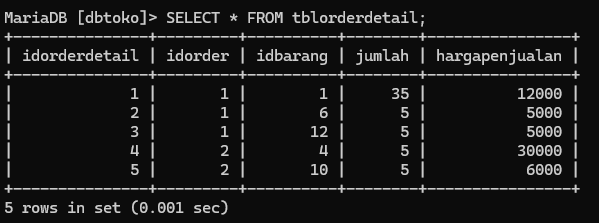 MariaDB [dbtoko]> SELECT * FROM tblorderdetail;
+---------------+---------+----------+--------+----------------+
| idorderdetail | idorder | idbarang | jumlah | hargapenjualan |
+---------------+---------+----------+--------+----------------+
|             1 |       1 |        1 |     35 |          12000 |
|             2 |       1 |        6 |      5 |           5000 |
|             3 |       1 |       12 |      5 |           5000 |
|             4 |       2 |        4 |      5 |          30000 |
|             5 |       2 |       10 |      5 |           6000 |
+---------------+---------+----------+--------+----------------+
5 rows in set (0.001 sec)